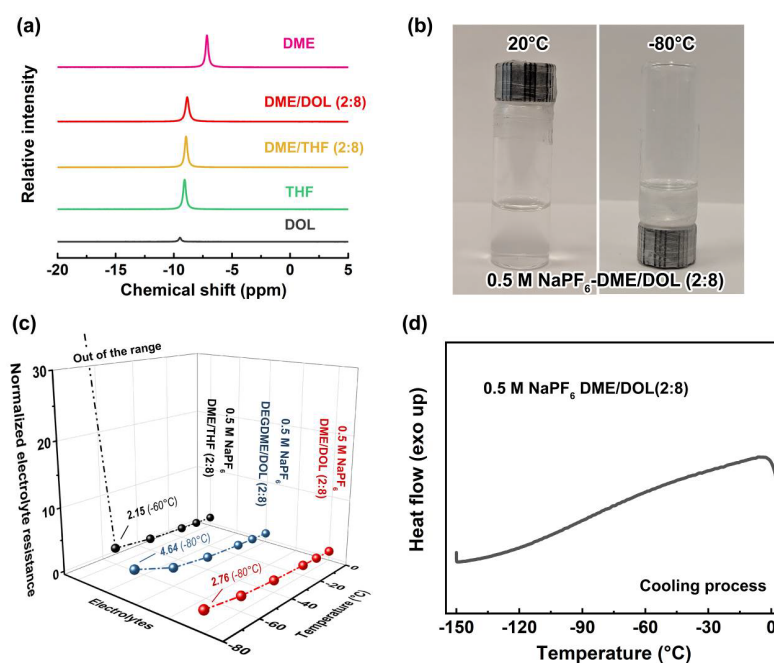 (a)
Relative intensity
DME
DME/DOL (2:8)
DME/THF (2:8)
THF
DOL
-20
-15
-10
-5
0
5
Chemical shift (ppm)
(b)
20°C
-80°C
0.5 M NaPF6-DME/DOL (2:8)
(c)
Normalized electrolyte resistance
30
20
10
0
Out of the range
2.15 (-60°C)
4.64 (-80°C)
2.76 (-80°C)
0.5 M NaPF6
DME/THF (2:8)
0.5 M NaPF6
DEGDME/DOL (2:8)
0.5 M NaPF6
DME/DOL (2:8)
Electrolytes
0
-20
-40
-60
-80
Temperature (°C)
(d)
Heat flow (exo up)
0.5 M NaPF6 DME/DOL(2:8)
Cooling process
-150
-120
-90
-60
-30
0
Temperature (°C)